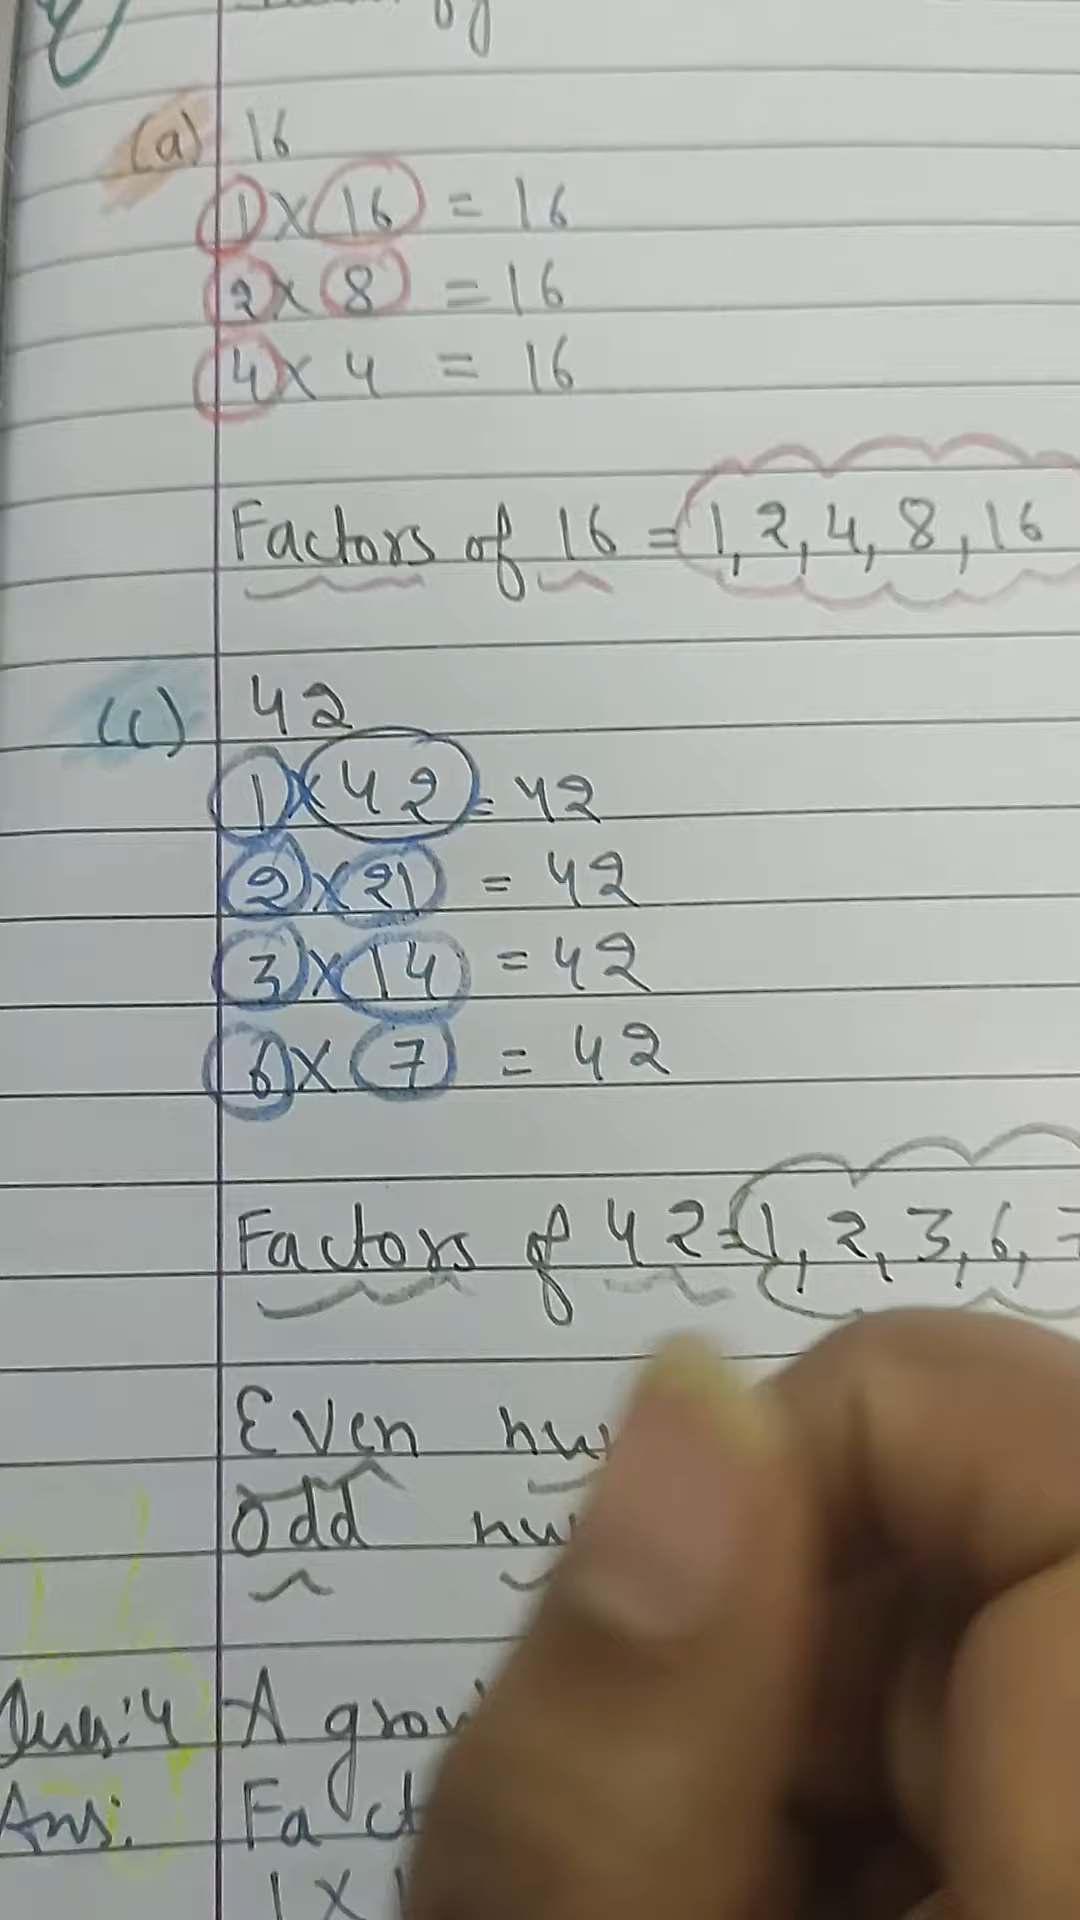 (a) 16
1 × 16 = 16
2 × 8 = 16
4 × 4 = 16
Factors of 16 = 1, 2, 4, 8, 16
(c) 42
1 × 42 = 42
2 × 21 = 42
3 × 14 = 42
6 × 7 = 42
Factors of 42 = 1, 2, 3, 6,
Even
Odd
Ques:4 A
Ans:
1 ×